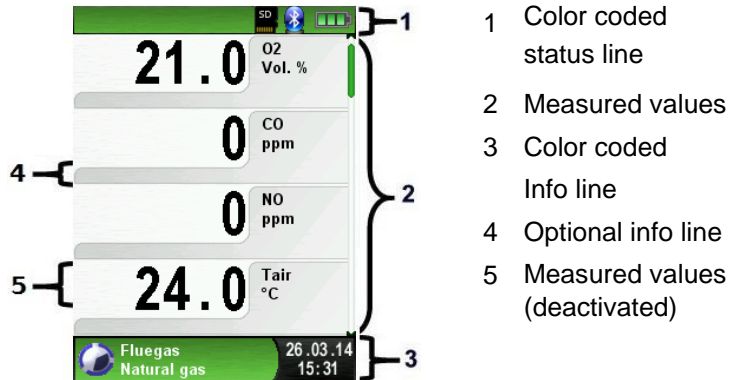 SD
21.0 O2
Vol. %
0 CO
ppm
0 NO
ppm
24.0 Tair
°C
Fluegas 26.03.14
Natural gas 15:31
1
2
3
4
5
1 Color coded
status line
2 Measured values
3 Color coded
Info line
4 Optional info line
5 Measured values
(deactivated)